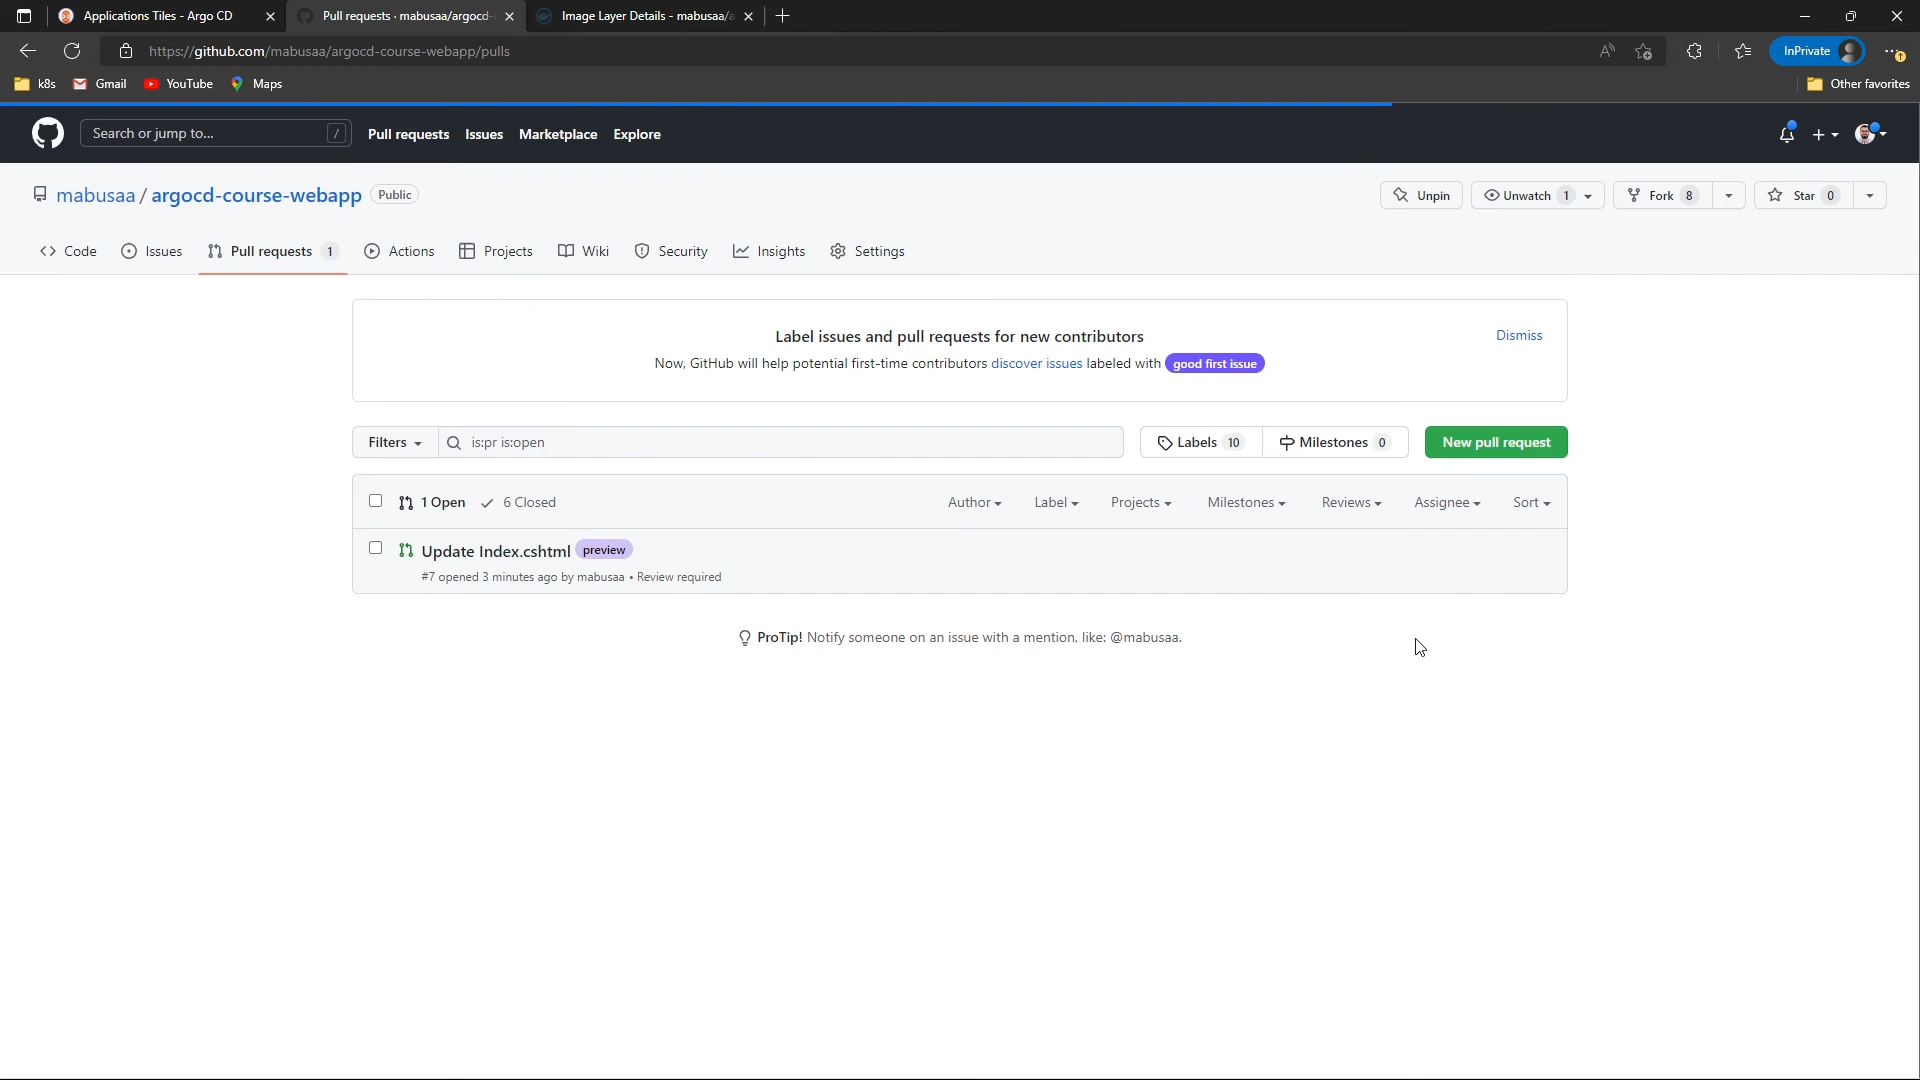 Applications Tiles - Argo CD
Pull requests · mabusaa/argocd-
Image Layer Details - mabusaa/a
https://github.com/mabusaa/argocd-course-webapp/pulls
InPrivate
k8s Gmail YouTube Maps
Other favorites
Search or jump to... /
Pull requests Issues Marketplace Explore
mabusaa / argocd-course-webapp Public
Unpin Unwatch 1 Fork 8 Star 0
Code Issues Pull requests 1 Actions Projects Wiki Security Insights Settings
Label issues and pull requests for new contributors
Dismiss
Now, GitHub will help potential first-time contributors discover issues labeled with good first issue
Filters is:pr is:open Labels 10 Milestones 0 New pull request
1 Open 6 Closed Author Label Projects Milestones Reviews Assignee Sort
Update Index.cshtml preview
#7 opened 3 minutes ago by mabusaa • Review required
ProTip! Notify someone on an issue with a mention, like: @mabusaa.